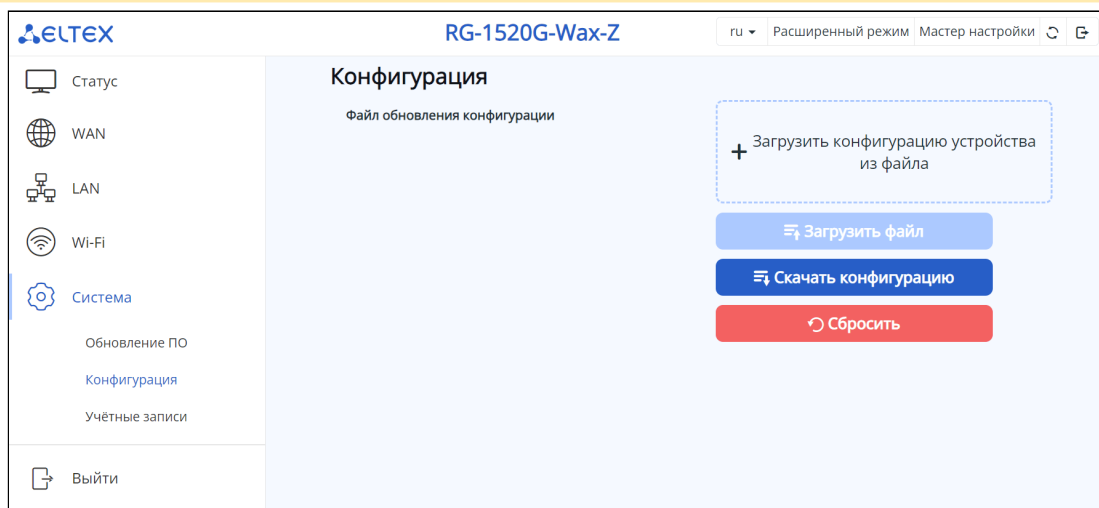 ELTEX
RG-1520G-Wax-Z
ru
Расширенный режим
Мастер настройки
Статус
WAN
LAN
Wi-Fi
Система
Обновление ПО
Конфигурация
Учётные записи
Выйти
Конфигурация
Файл обновления конфигурации
Загрузить конфигурацию устройства
из файла
Загрузить файл
Скачать конфигурацию
Сбросить